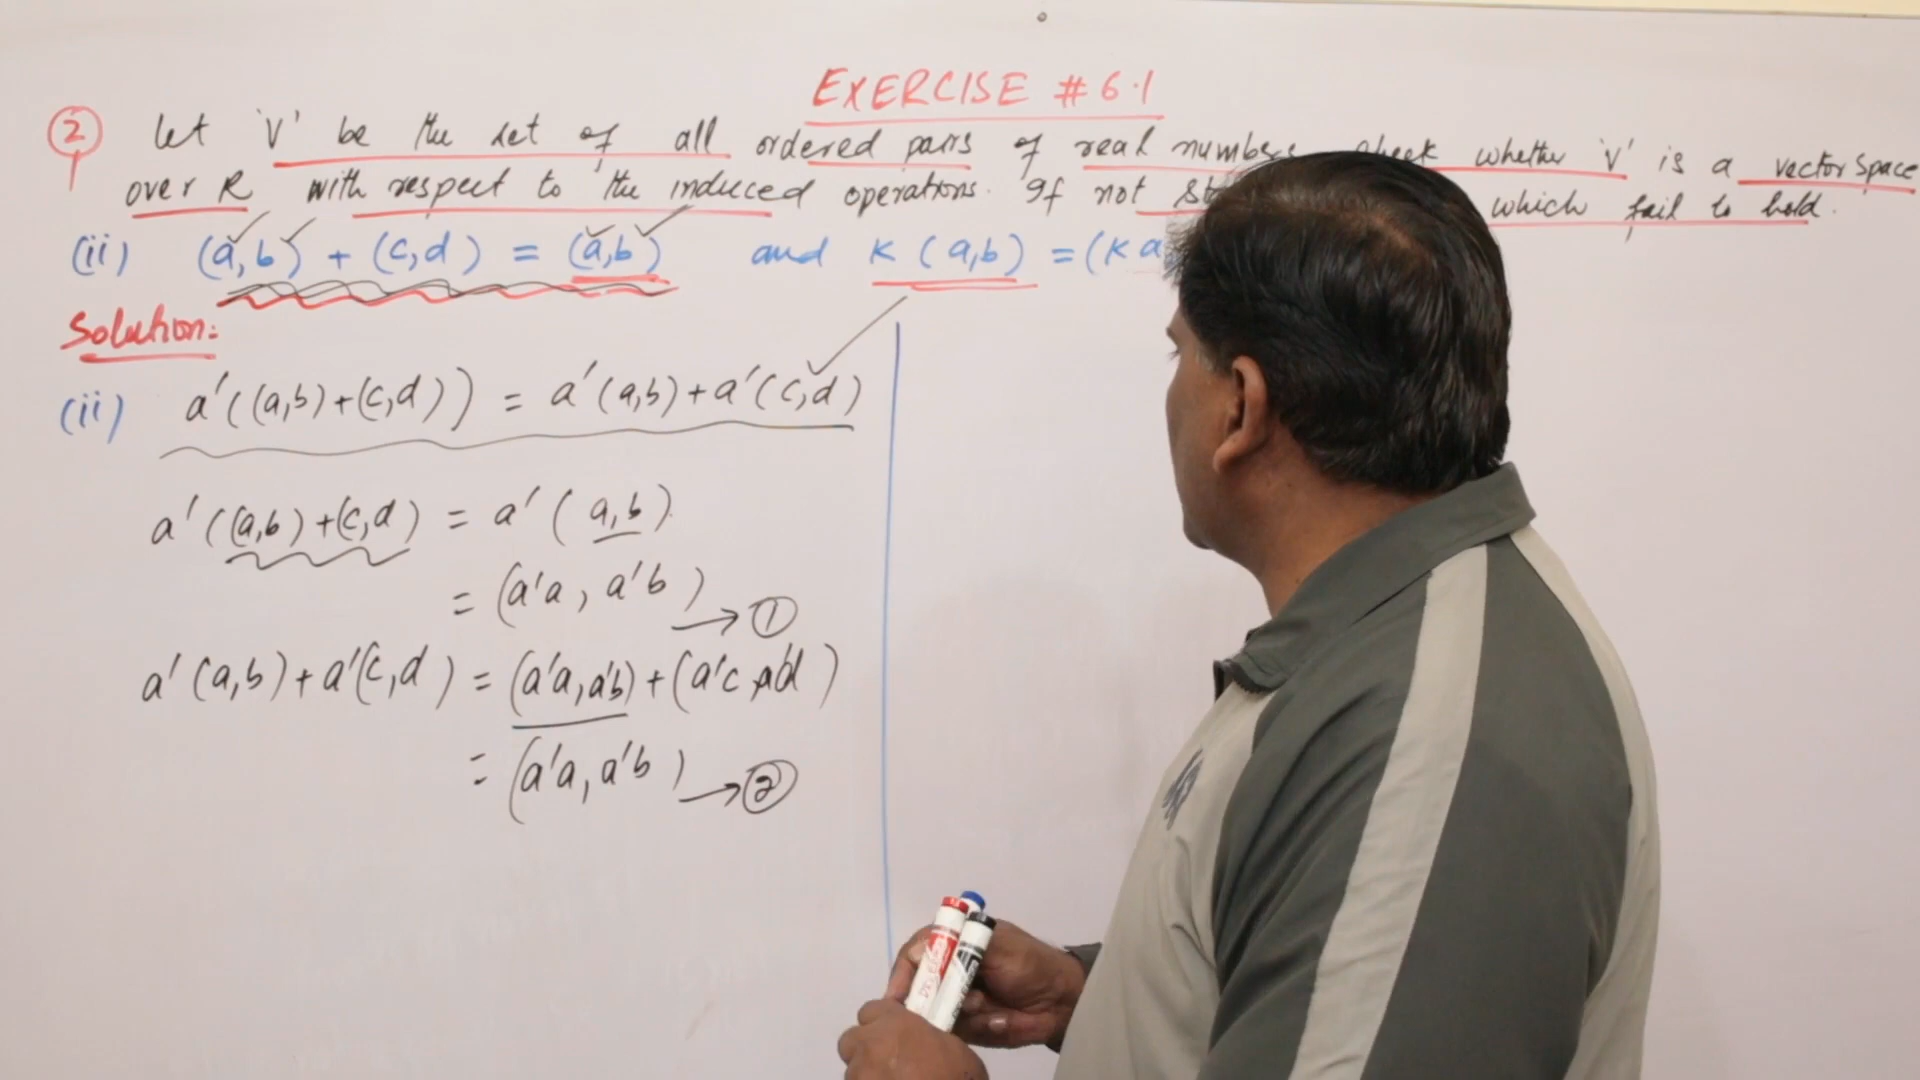 EXERCISE # 6.1
② let 'V' be the set of all ordered pairs of real numbers check whether 'V' is a vector space
over R with respect to the induced operations. If not which fail to hold.
(ii) (a,b) + (c,d) = (a,b) and K (a,b) = (K a
Solution:
(ii) a'((a,b)+(c,d)) = a'(a,b)+a'(c,d)
a'((a,b)+(c,d) = a'(a,b).
= (a'a, a'b) → ①
a'(a,b)+a'(c,d) = (a'a,a'b)+(a'c,a'd)
= (a'a, a'b) → ②